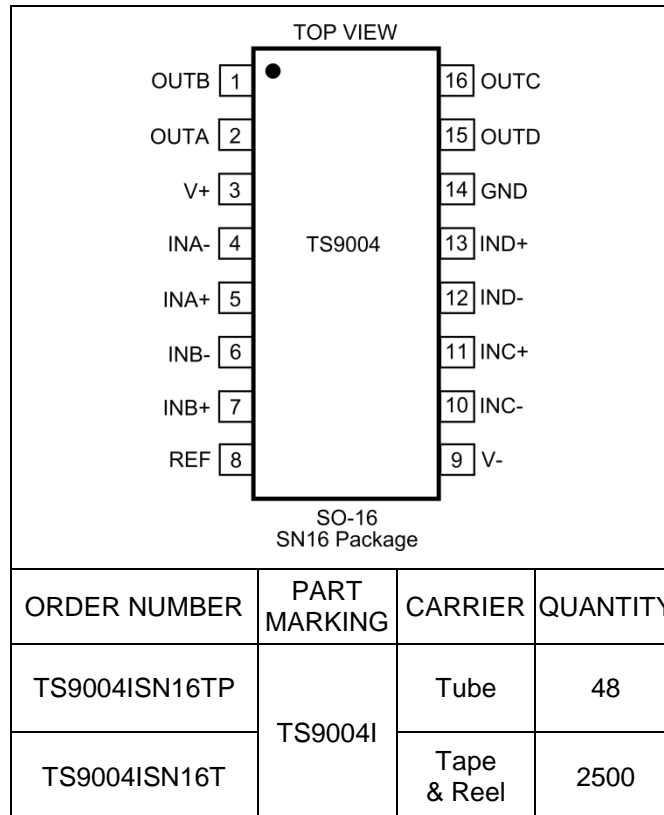 TOP VIEW
OUTB 1
16 OUTC
OUTA 2
15 OUTD
V+ 3
14 GND
INA- 4
TS9004
13 IND+
INA+ 5
12 IND-
INB- 6
11 INC+
INB+ 7
10 INC-
REF 8
9 V-
SO-16
SN16 Package
ORDER NUMBER
PART
MARKING
CARRIER
QUANTITY
TS9004ISN16TP
TS9004I
Tube
48
TS9004ISN16T
Tape
& Reel
2500